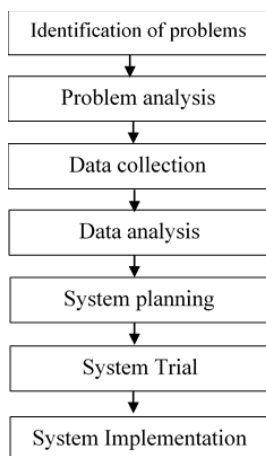 Identification of problems
Problem analysis
Data collection
Data analysis
System planning
System Trial
System Implementation